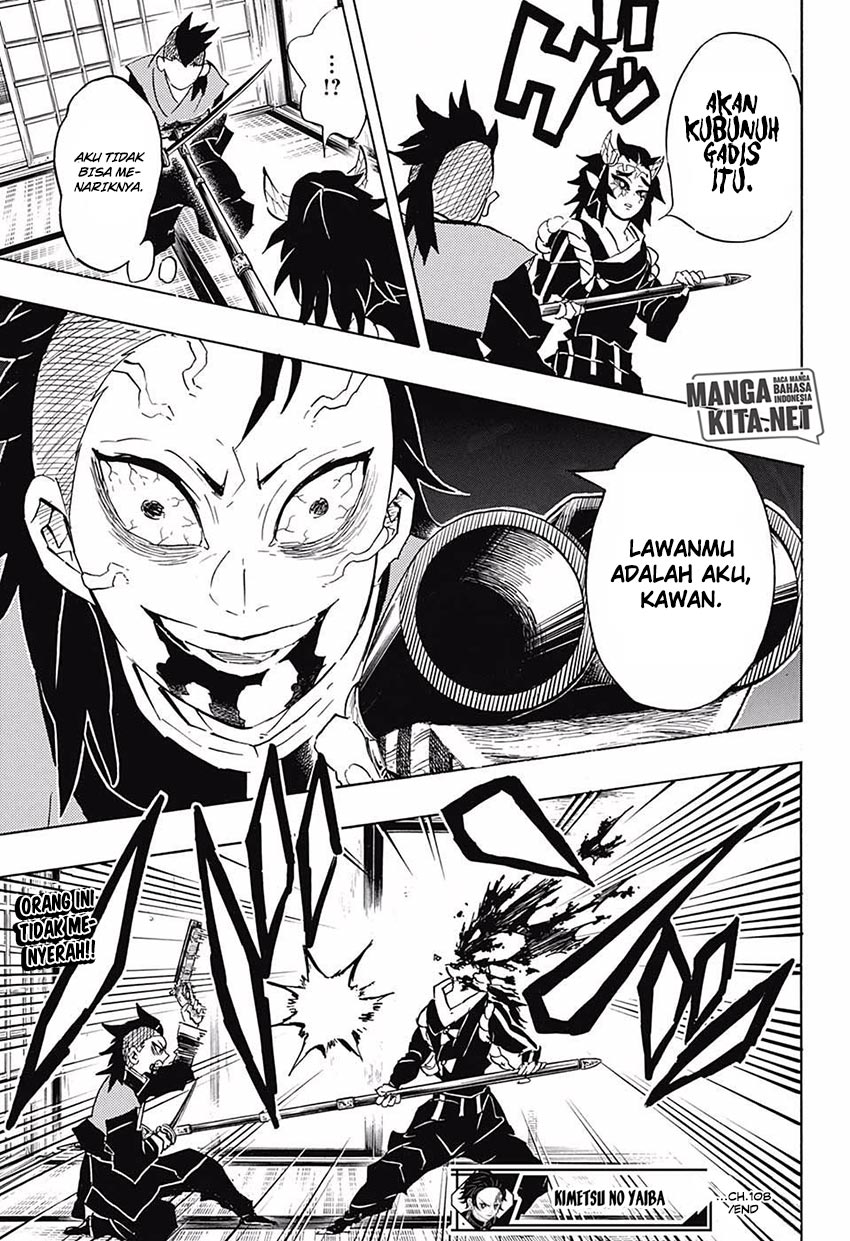 AKAN
KUBUNUH
GADIS
ITU.
...
!?
AKU TIDAK
BISA ME-
NARIKNYA.
MANGA
KITA.NET
BACA MANGA
BAHASA
INDONESIA
LAWANMU
ADALAH AKU,
KAWAN.
ORANG INI
TIDAK ME-
NYERAH!!
KIMETSU NO YAIBA
...CH.108
/END